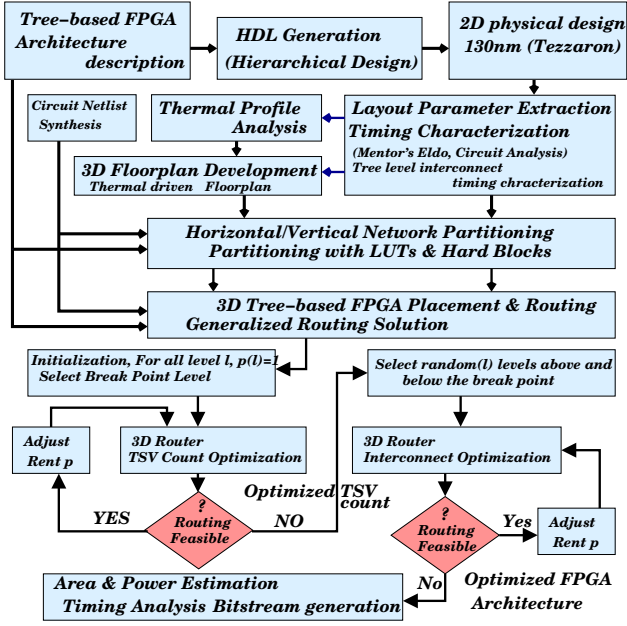 Tree-based FPGA
Architecture
description
HDL Generation
(Hierarchical Design)
2D physical design
130nm (Tezzaron)
Circuit Netlist
Synthesis
Thermal Profile
Analysis
Layout Parameter Extraction
Timing Characterization
(Mentor's Eldo, Circuit Analysis)
Tree level interconnect
timing chracterization
3D Floorplan Development
Thermal driven Floorplan
Horizontal/Vertical Network Partitioning
Partitioning with LUTs & Hard Blocks
3D Tree-based FPGA Placement & Routing
Generalized Routing Solution
Initialization, For all level l, p(l)=1
Select Break Point Level
Select random(l) levels above and
below the break point
Adjust
Rent p
3D Router
TSV Count Optimization
3D Router
Interconnect Optimization
Optimized TSV
count
?
Routing
Feasible
YES
NO
?
Routing
Feasible
Yes
Adjust
Rent p
No
Area & Power Estimation
Timing Analysis Bitstream generation
Optimized FPGA
Architecture